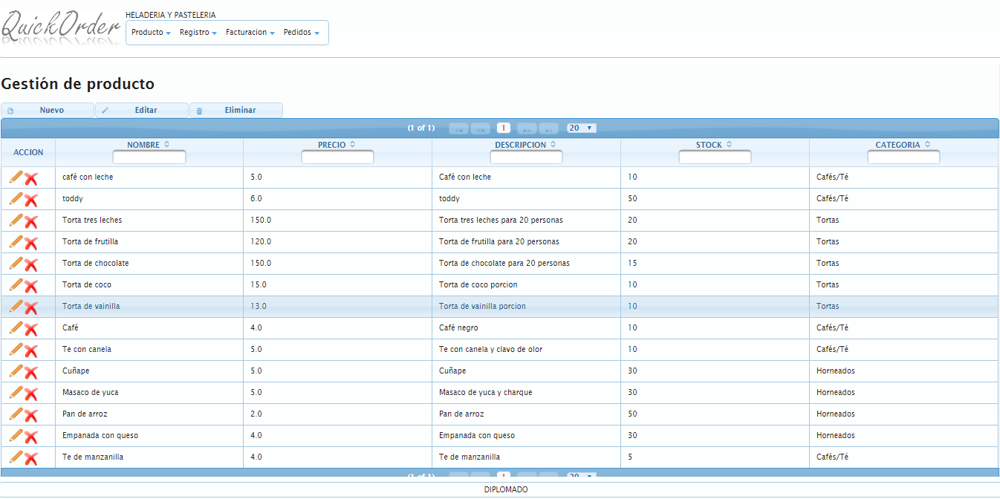 QuickOrder
HELADERIA Y PASTELERIA
Producto Registro Facturacion Pedidos
Gestión de producto
Nuevo Editar Eliminar
(1 of 1) 1 20
ACCION NOMBRE PRECIO DESCRIPCION STOCK CATEGORIA
café con leche 5.0 Café con leche 10 Cafés/Té
toddy 6.0 toddy 50 Cafés/Té
Torta tres leches 150.0 Torta tres leches para 20 personas 20 Tortas
Torta de frutilla 120.0 Torta de frutilla para 20 personas 20 Tortas
Torta de chocolate 150.0 Torta de chocolate para 20 personas 15 Tortas
Torta de coco 15.0 Torta de coco porcion 10 Tortas
Torta de vainilla 13.0 Torta de vainilla porcion 10 Tortas
Café 4.0 Café negro 10 Cafés/Té
Te con canela 5.0 Te con canela y clavo de olor 10 Cafés/Té
Cuñape 5.0 Cuñape 30 Horneados
Masaco de yuca 5.0 Masaco de yuca y charque 30 Horneados
Pan de arroz 2.0 Pan de arroz 50 Horneados
Empanada con queso 4.0 Empanada con queso 30 Horneados
Te de manzanilla 4.0 Te de manzanilla 5 Cafés/Té
(1 of 1) 1 20
DIPLOMADO